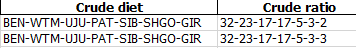 Crude diet Crude ratio
BEN-WTM-UJU-PAT-SIB-SHGO-GIR 32-23-17-17-5-3-2
BEN-WTM-UJU-PAT-SIB-SHGO-GIR 33-23-17-17-5-3-3